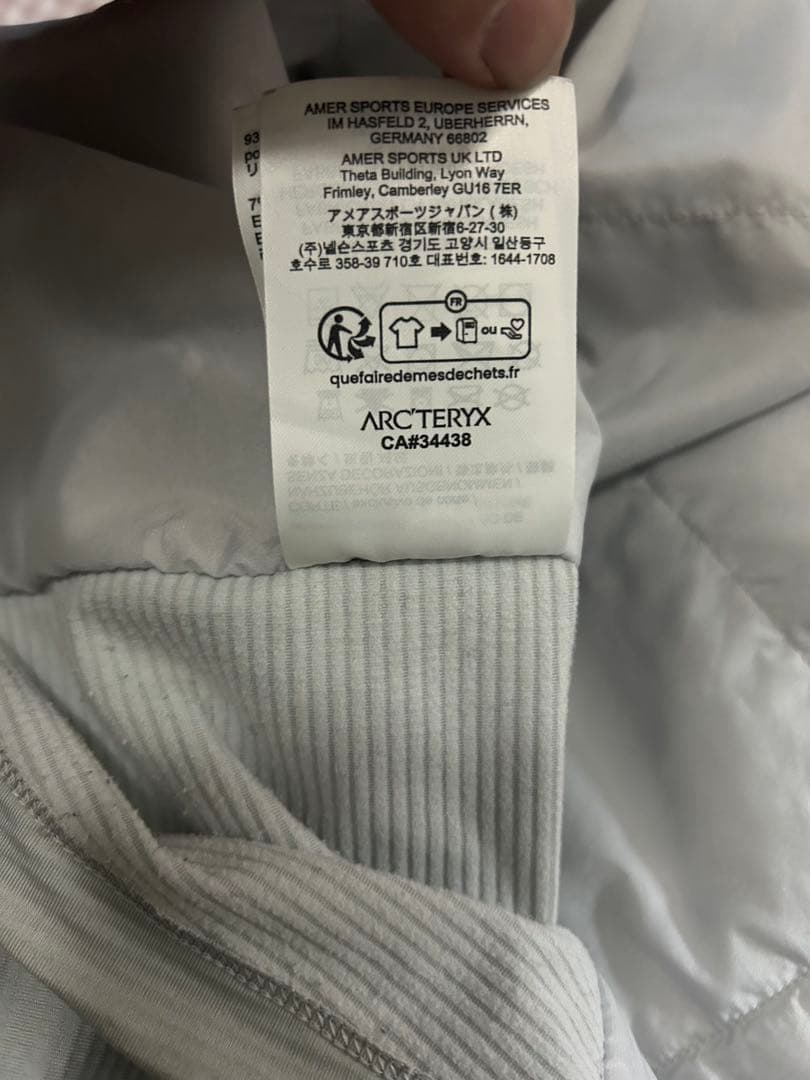 AMER SPORTS EUROPE SERVICES
IM HASFELD 2, UBERHERRN,
GERMANY 66802
AMER SPORTS UK LTD
Theta Building, Lyon Way
Frimley, Camberley GU16 7ER
アメアスポーツジャパン (株)
東京都新宿区新宿6-27-30
(주)넬슨스포츠 경기도 고양시 일산동구
호수로 358-39 710호 대표번호: 1644-1708
FR
ou
quefairedemesdechets.fr
ARC'TERYX
CA#34438
93
po
リ